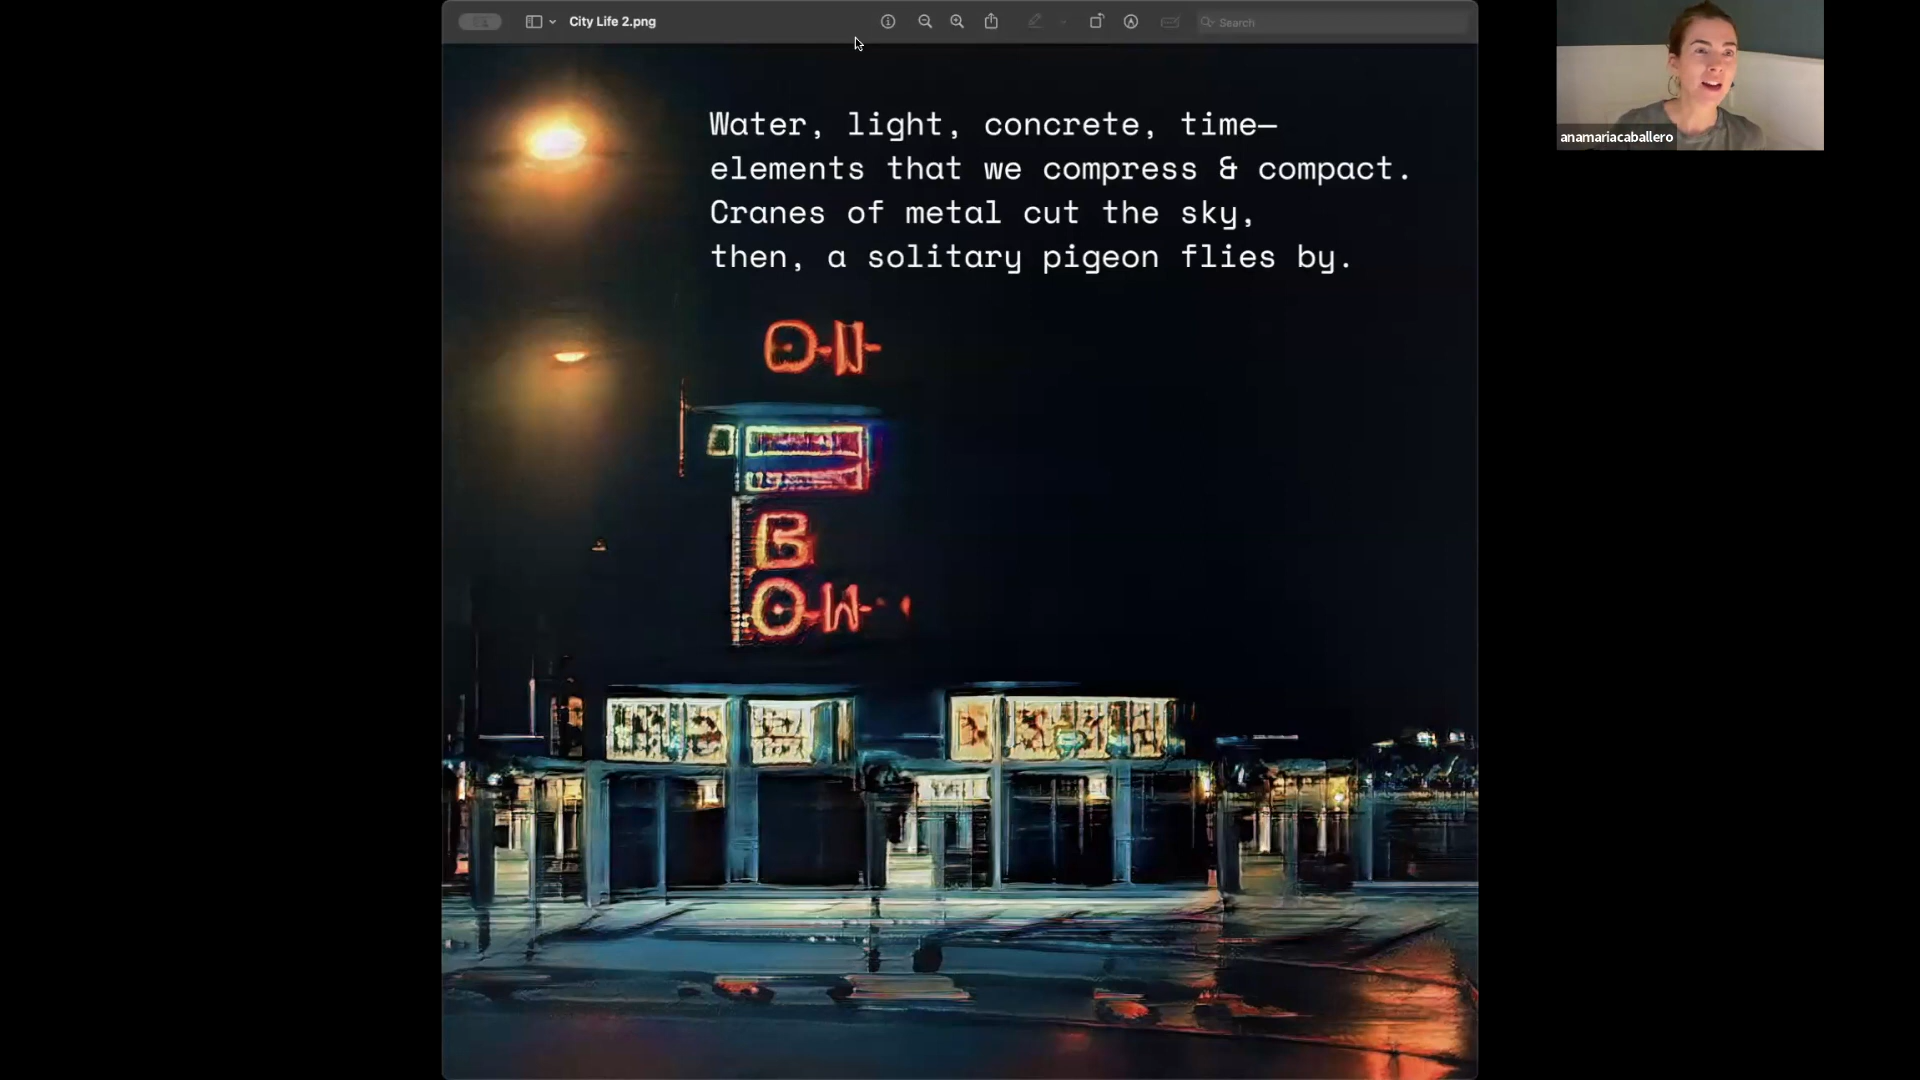 City Life 2.png
Search
anamariacaballero
Water, light, concrete, time—
elements that we compress & compact.
Cranes of metal cut the sky,
then, a solitary pigeon flies by.